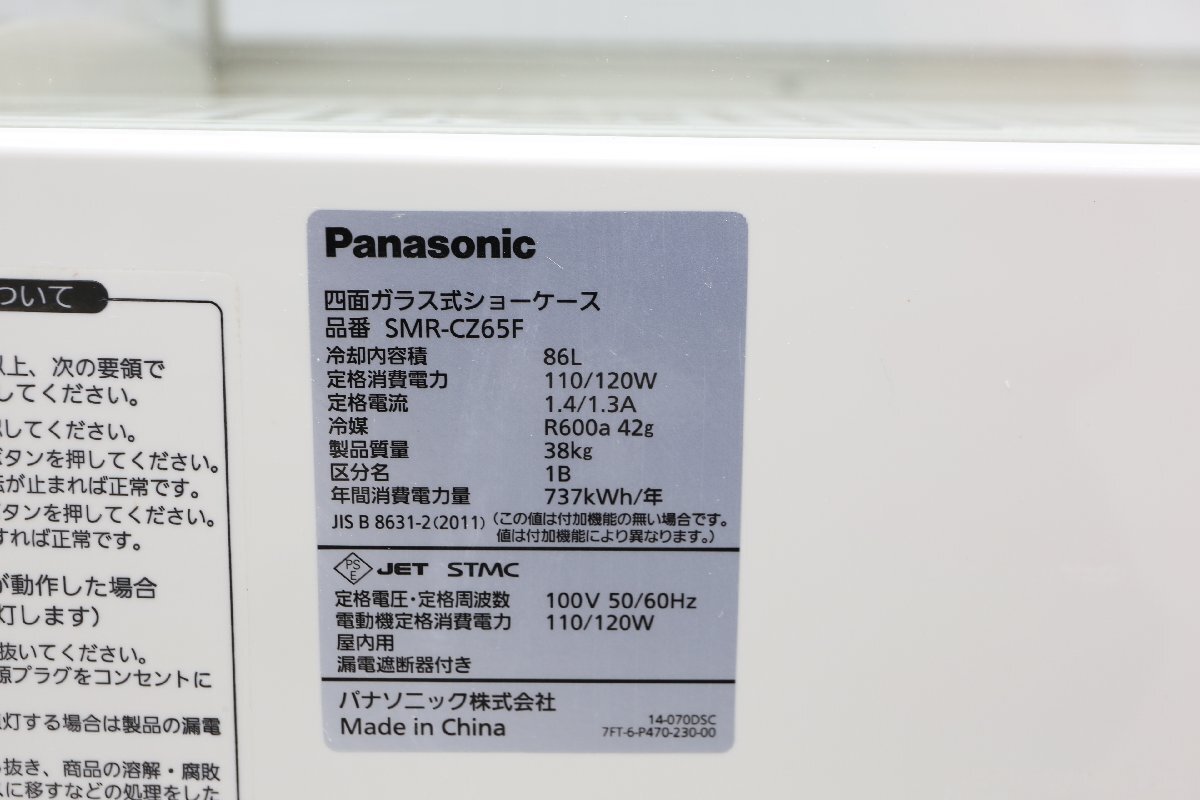 ついて
以上、次の要領で
してください。
してください。
ボタンを押してください。
が止まれば正常です。
ボタンを押してください。
すれば正常です。
が動作した場合
灯します)
抜いてください。
源プラグをコンセントに
灯する場合は製品の漏電
抜き、商品の溶解・腐敗
に移すなどの処理をした
Panasonic
四面ガラス式ショーケース
品番 SMR-CZ65F
冷却内容積 86L
定格消費電力 110/120W
定格電流 1.4/1.3A
冷媒 R600a 42g
製品質量 38kg
区分名 1B
年間消費電力量 737kWh/年
JIS B 8631-2(2011) (この値は付加機能の無い場合です。
値は付加機能により異なります。)
PS E JET STMC
定格電圧・定格周波数 100V 50/60Hz
電動機定格消費電力 110/120W
屋内用
漏電遮断器付き
パナソニック株式会社
Made in China
14-070DSC
7FT-6-P470-230-00